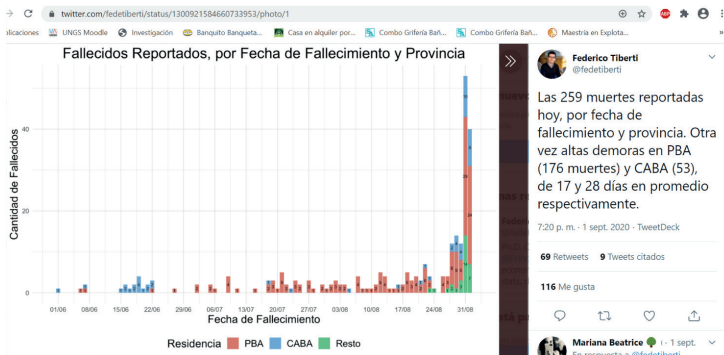 twitter.com/fedetiberti/status/1300921584660733953/photo/1
plicaciones UNGS Moodle Investigación Banquito Banqueta... Casa en alquiler por... Combo Grifería Bañ... Combo Grifería Bañ... Maestría en Explota...
Fallecidos Reportados, por Fecha de Fallecimiento y Provincia
Cantidad de Fallecidos
40
20
0
01/06 08/06 15/06 22/06 29/06 06/07 13/07 20/07 27/07 03/08 10/08 17/08 24/08 31/08
Fecha de Fallecimiento
Residencia PBA CABA Resto
Federico Tiberti
@fedetiberti
Las 259 muertes reportadas
hoy, por fecha de
fallecimiento y provincia. Otra
vez altas demoras en PBA
(176 muertes) y CABA (53),
de 17 y 28 días en promedio
respectivamente.
7:20 p. m. · 1 sept. 2020 · TweetDeck
69 Retweets 9 Tweets citados
116 Me gusta
Mariana Beatrice · 1 sept.
En respuesta a @fedetiberti